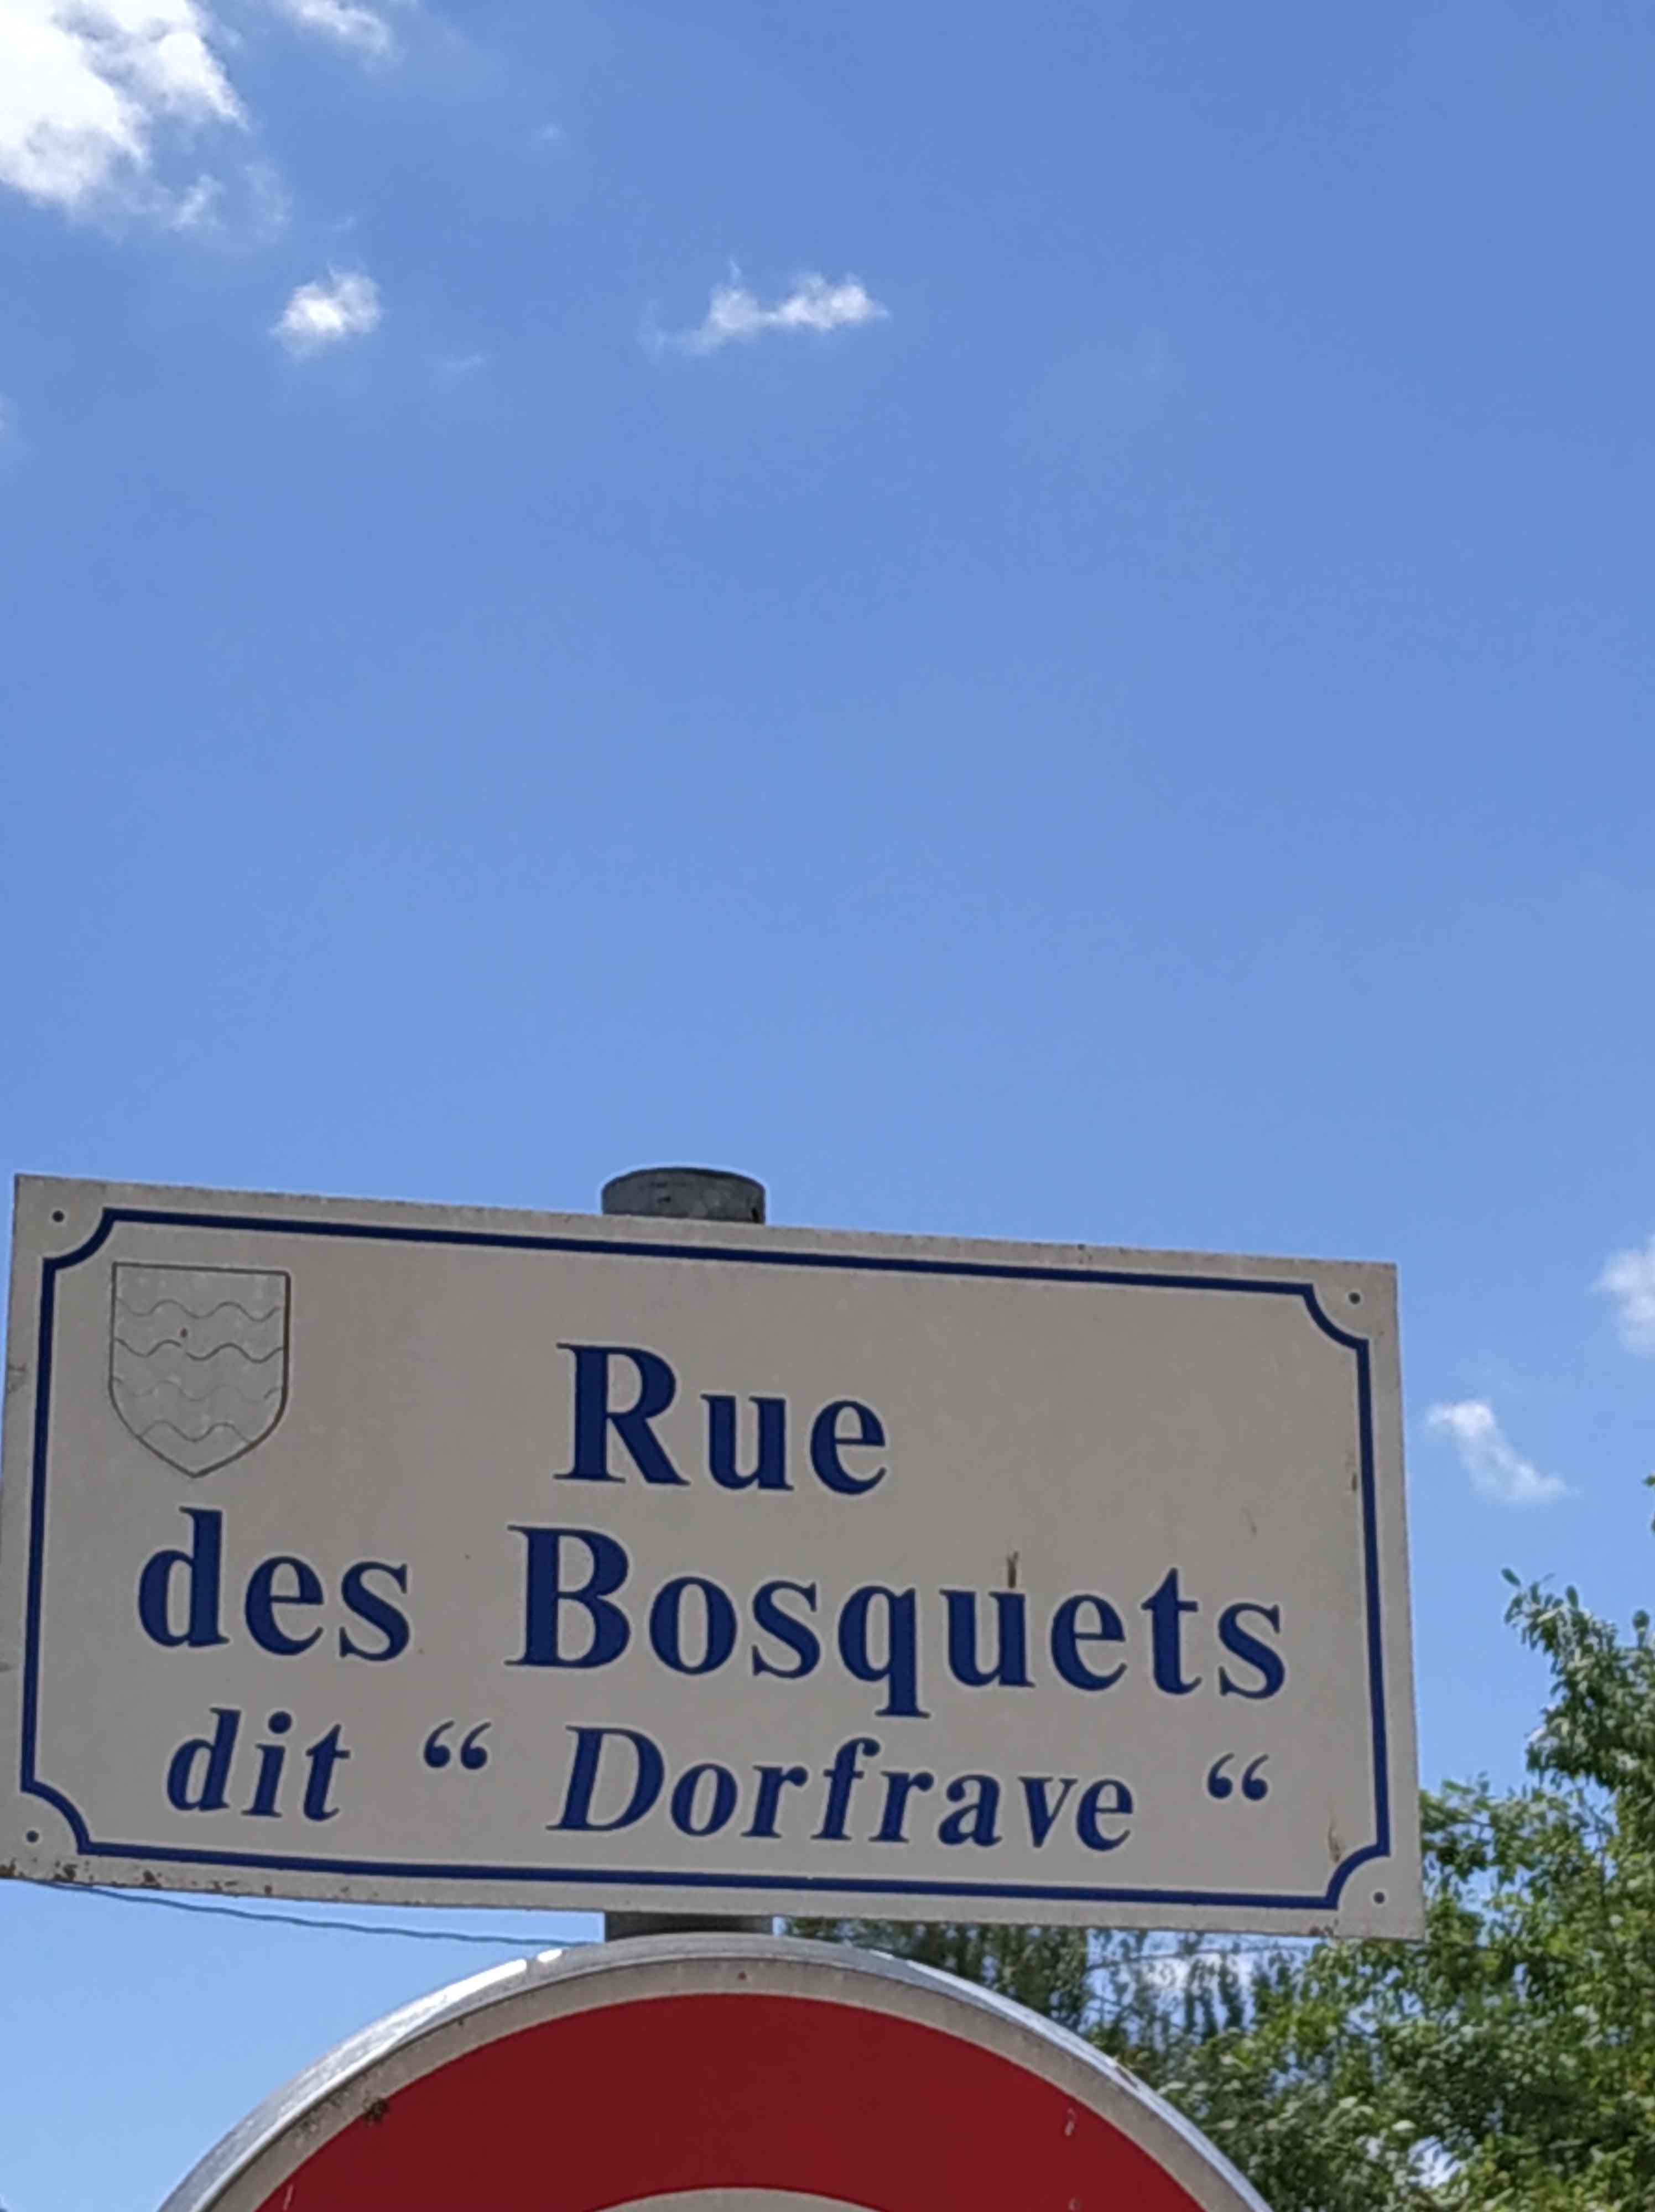 Rue
des Bosquets
dit “ Dorfrave “